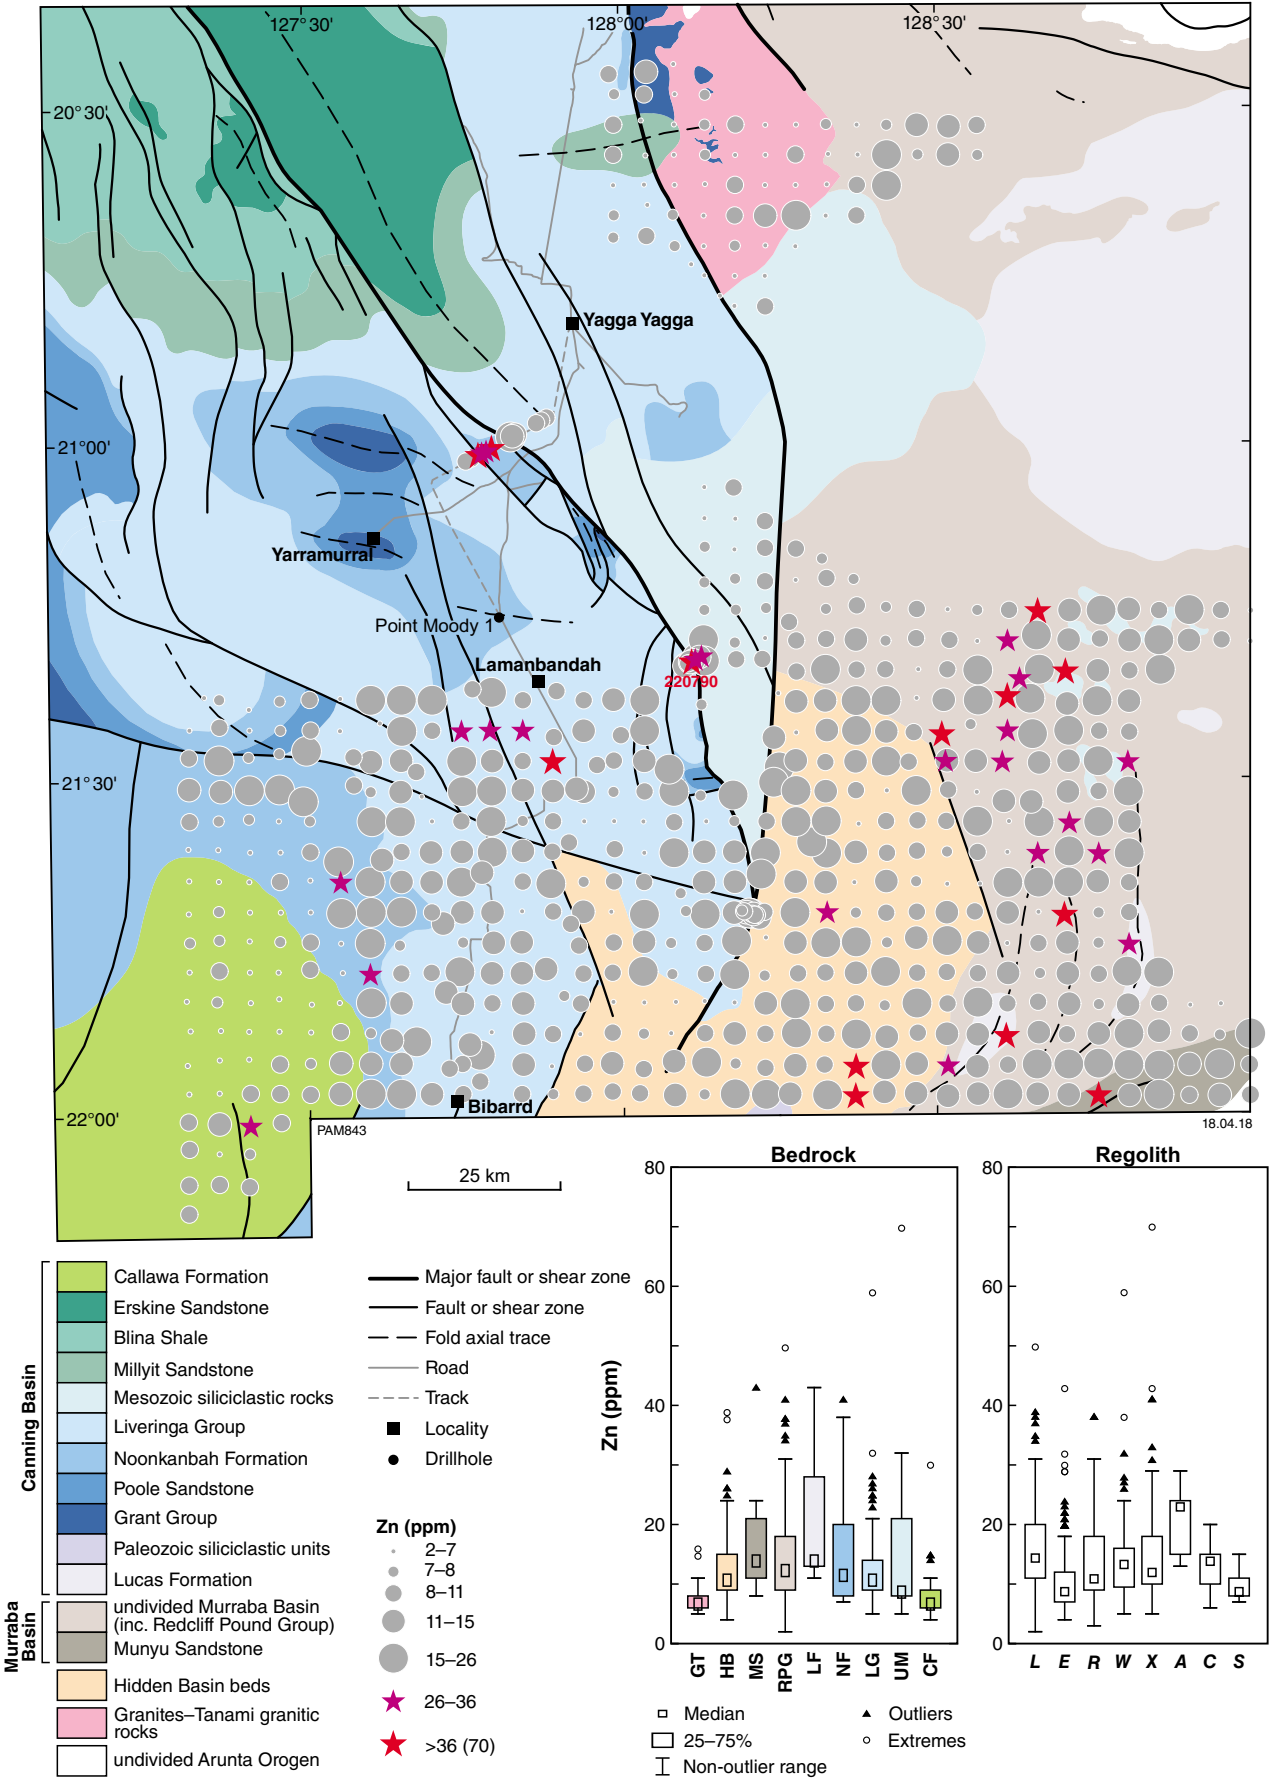 127°30'
128°00'
128°30'
20°30'
Yagga Yagga
21°00'
Yarramurral
Point Moody 1
Lamanbandah
220790
21°30'
Bibarrd
22°00'
PAM843
18.04.18
25 km
Canning Basin
Callawa Formation
Erskine Sandstone
Blina Shale
Millyit Sandstone
Mesozoic siliciclastic rocks
Liveringa Group
Noonkanbah Formation
Poole Sandstone
Grant Group
Paleozoic siliciclastic units
Lucas Formation
Murraba
Basin
undivided Murraba Basin
(inc. Redcliff Pound Group)
Munyu Sandstone
Hidden Basin beds
Granites–Tanami granitic
rocks
undivided Arunta Orogen
Major fault or shear zone
Fault or shear zone
Fold axial trace
Road
Track
Locality
Drillhole
Zn (ppm)
2–7
7–8
8–11
11–15
15–26
26–36
>36 (70)
Bedrock
Zn (ppm)
80
60
40
20
0
GT HB MS RPG LF NF LG UM CF
Regolith
80
60
40
20
0
L E R W X A C S
Median
25–75%
Non-outlier range
Outliers
Extremes